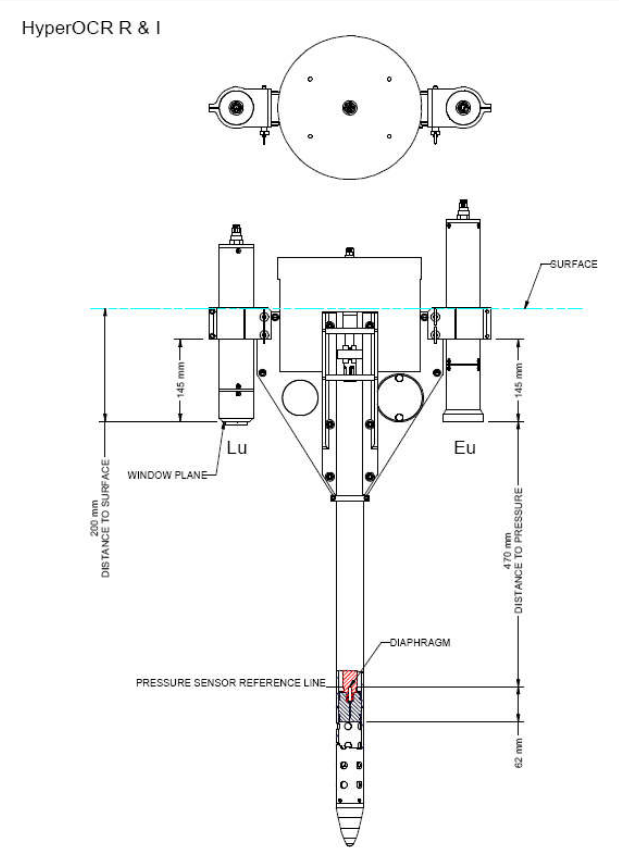 HyperOCR R & I
SURFACE
145 mm
145 mm
Lu
Eu
WINDOW PLANE
200 mm
DISTANCE TO SURFACE
470 mm
DISTANCE TO PRESSURE
DIAPHRAGM
PRESSURE SENSOR REFERENCE LINE
62 mm